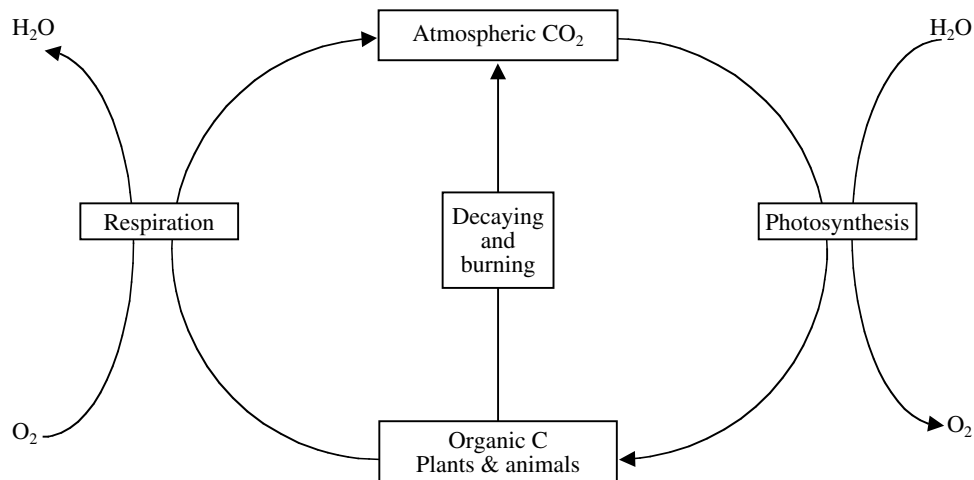 H₂O
Atmospheric CO₂
H₂O
Respiration
Decaying
and
burning
Photosynthesis
O₂
Organic C
Plants & animals
O₂